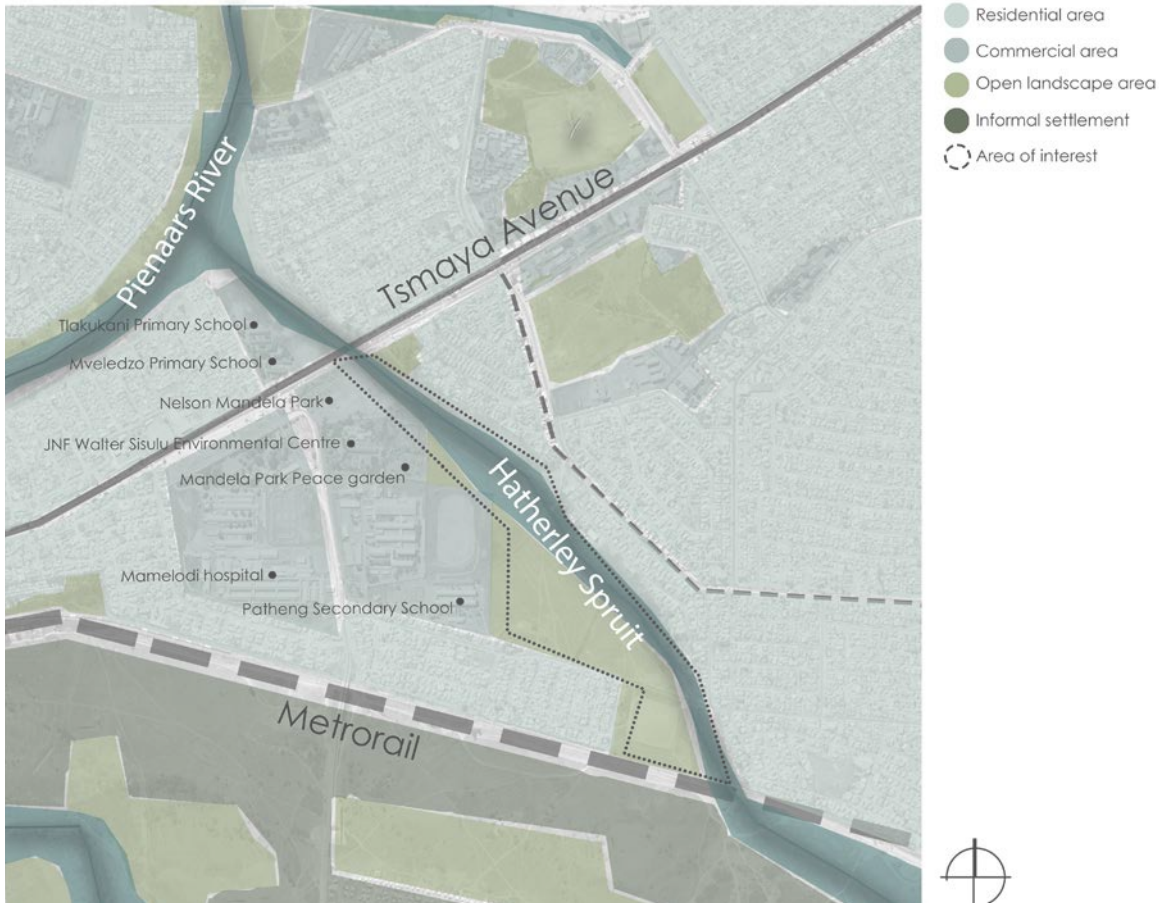 Residential area
Commercial area
Open landscape area
Informal settlement
Area of interest
Pienaars River
Tsmaya Avenue
Tlakukani Primary School
Mveledzo Primary School
Nelson Mandela Park
JNF Walter Sisulu Environmental Centre
Mandela Park Peace garden
Hatherley Spruit
Mamelodi hospital
Patheng Secondary School
Metrorail